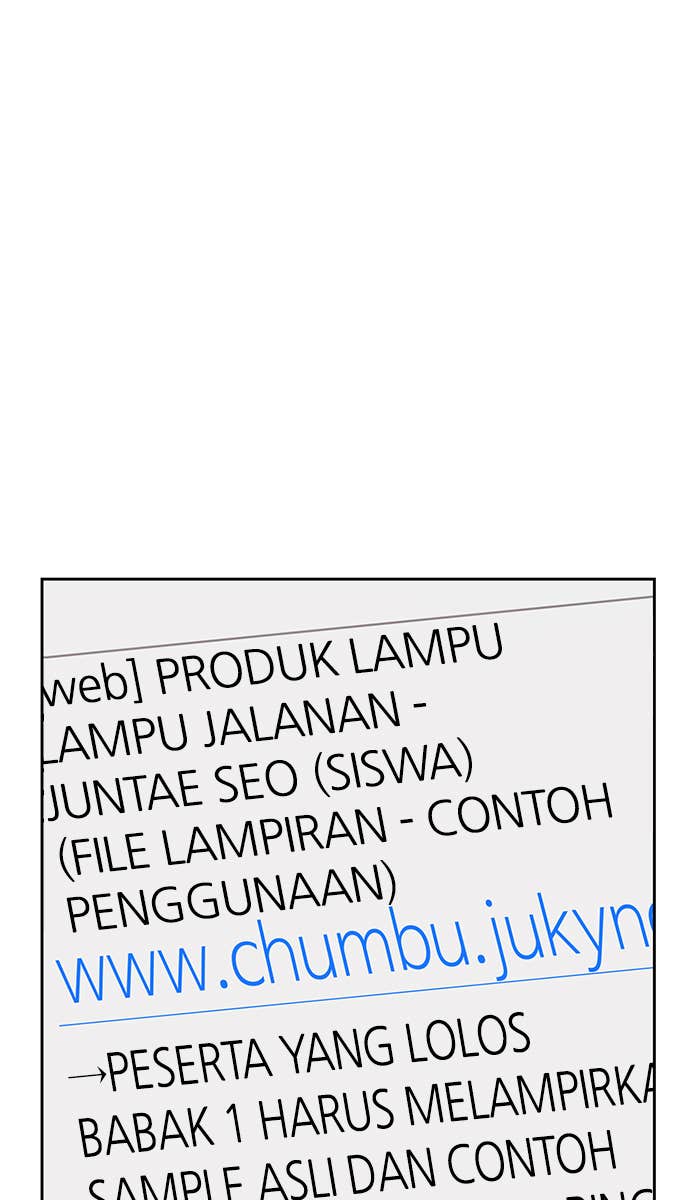 web] PRODUK LAMPU
LAMPU JALANAN -
JUNTAE SEO (SISWA)
(FILE LAMPIRAN - CONTOH
PENGGUNAAN)
www.chumbu.jukyng
→PESERTA YANG LOLOS
BABAK 1 HARUS MELAMPIRKA
SAMPLE ASLI DAN CONTOH